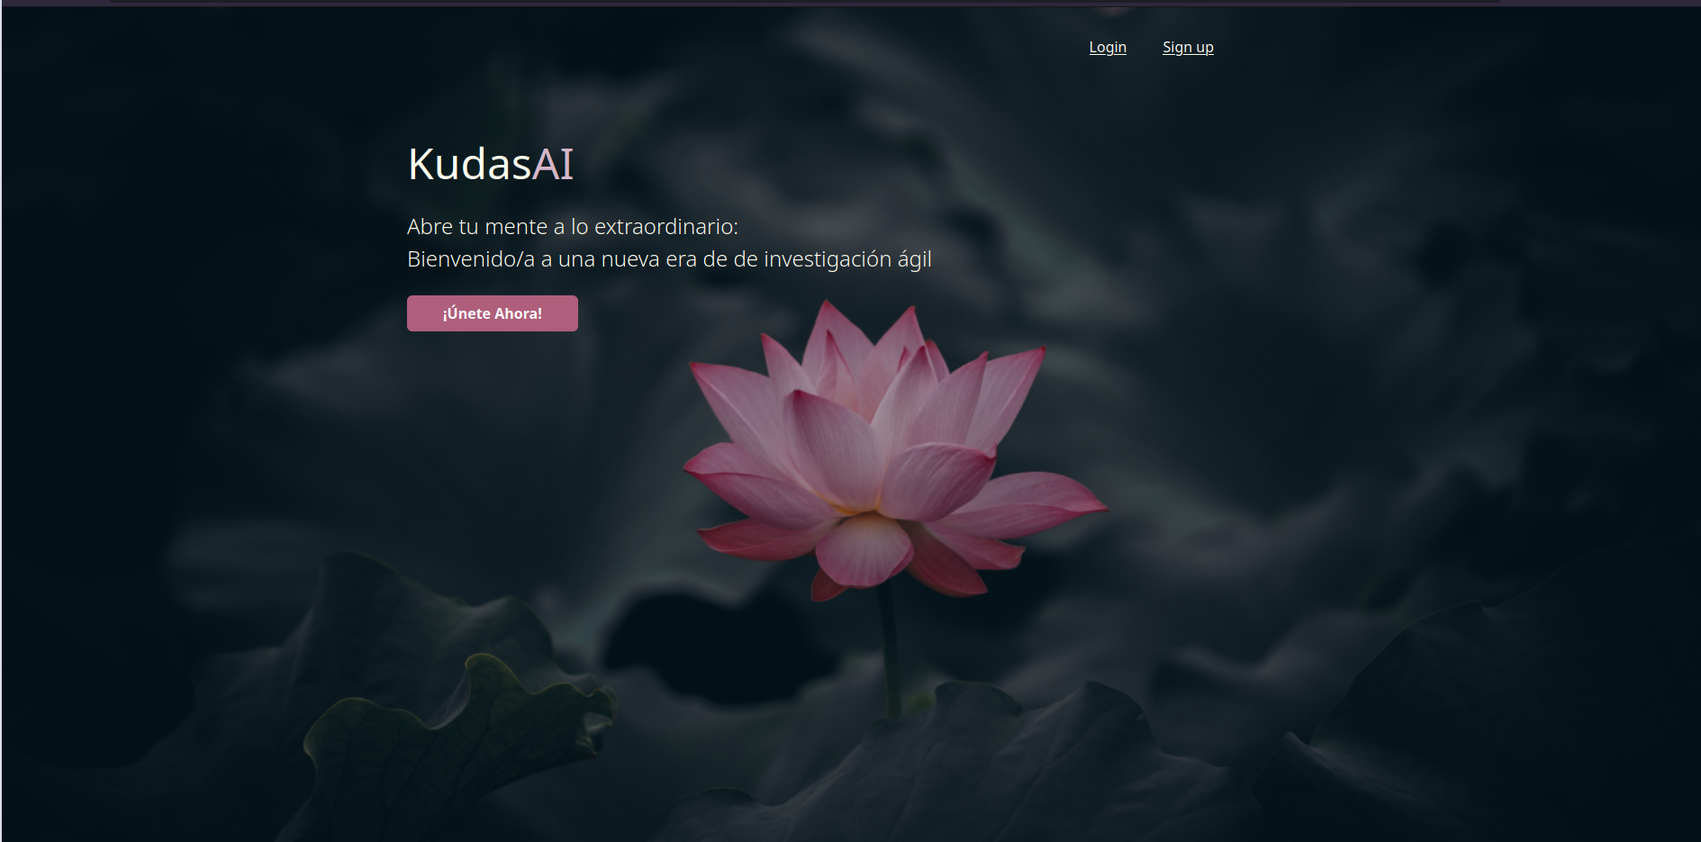 Login Sign up
KudasAI
Abre tu mente a lo extraordinario:
Bienvenido/a a una nueva era de de investigación ágil
¡Únete Ahora!